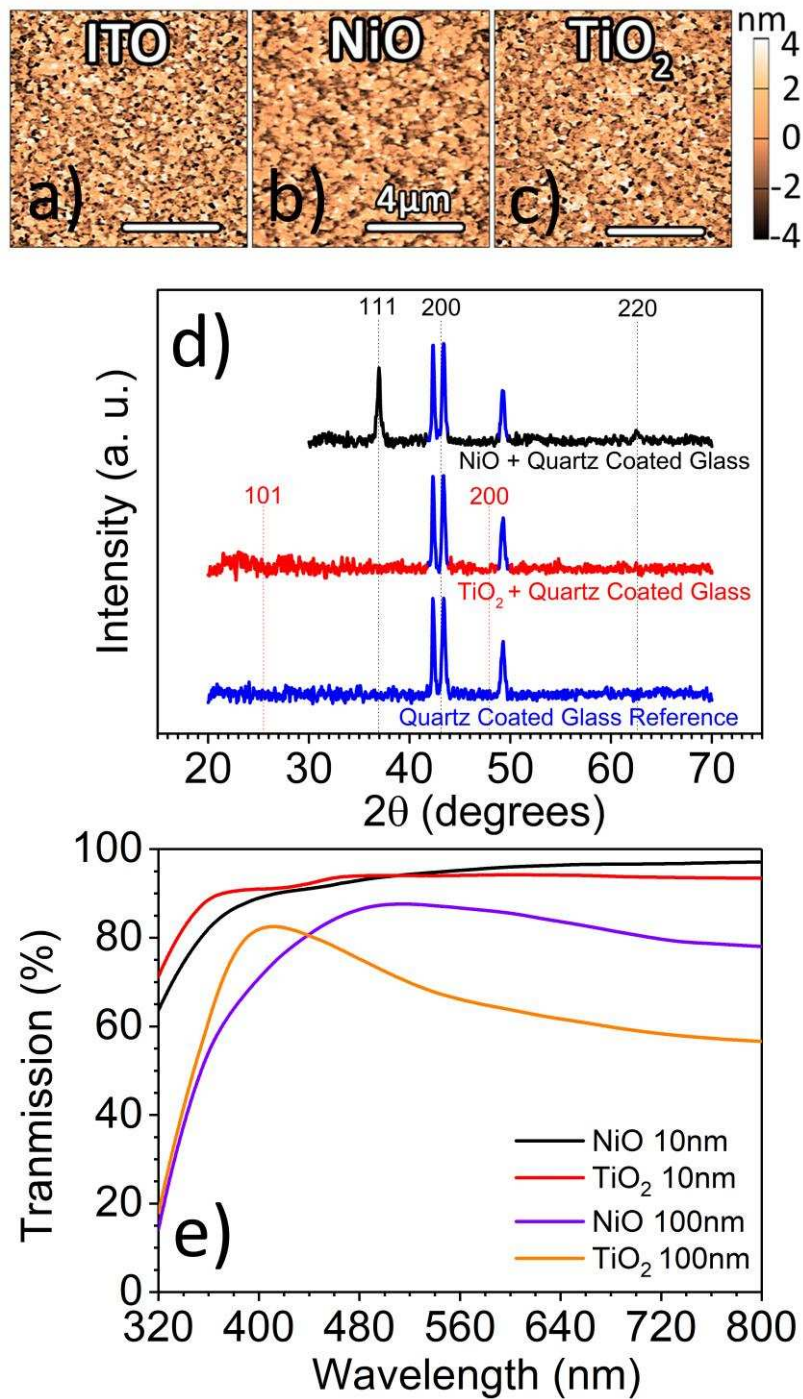 ITO
NiO
TiO₂
nm
4
2
0
-2
-4
a)
b)
4μm
c)
d)
111
200
220
NiO + Quartz Coated Glass
101
200
TiO₂ + Quartz Coated Glass
Quartz Coated Glass Reference
Intensity (a. u.)
20 30 40 50 60 70
2θ (degrees)
100
80
60
40
20
0
Tranmission (%)
e)
NiO 10nm
TiO₂ 10nm
NiO 100nm
TiO₂ 100nm
320 400 480 560 640 720 800
Wavelength (nm)